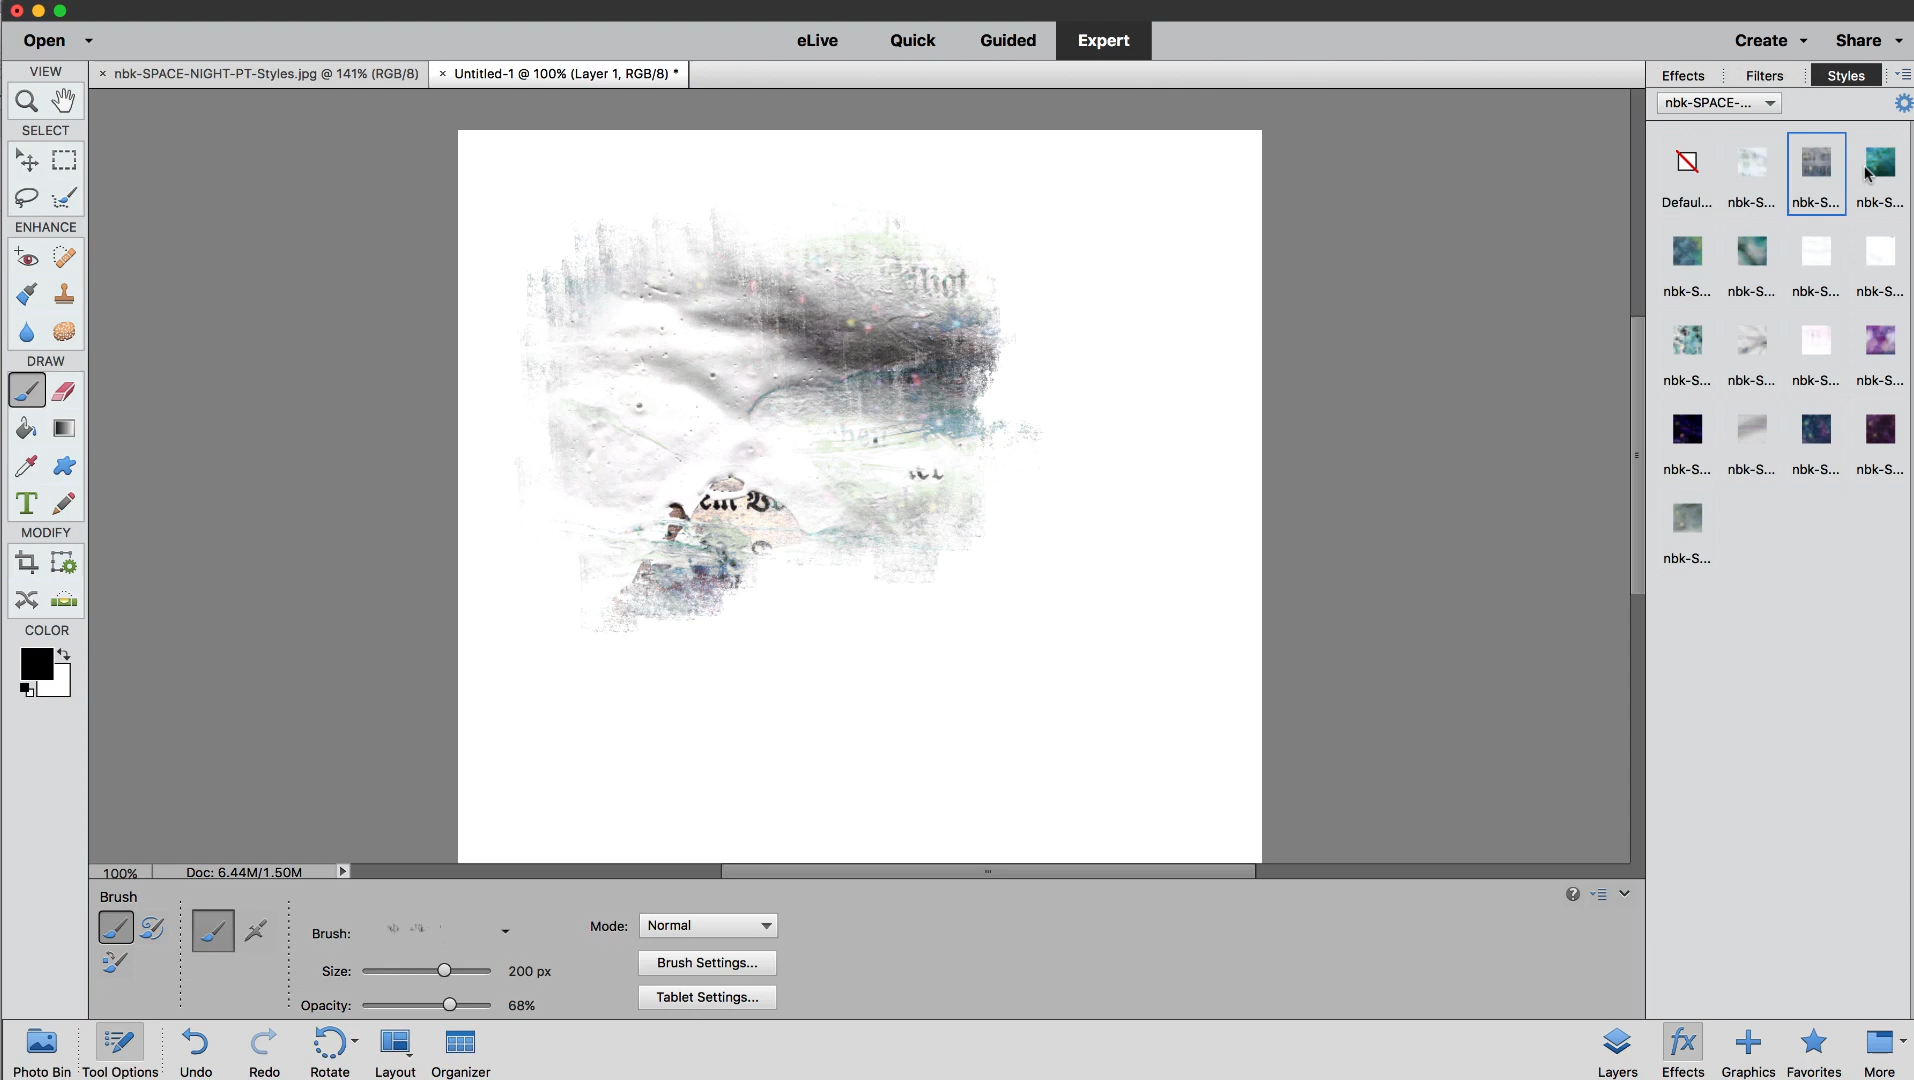 Open
eLive
Quick
Guided
Expert
Create
Share
VIEW
× nbk-SPACE-NIGHT-PT-Styles.jpg @ 141% (RGB/8)
× Untitled-1 @ 100% (Layer 1, RGB/8) *
Effects
Filters
Styles
nbk-SPACE-...
SELECT
Defaul...
nbk-S...
nbk-S...
nbk-S...
ENHANCE
nbk-S...
nbk-S...
nbk-S...
nbk-S...
DRAW
nbk-S...
nbk-S...
nbk-S...
nbk-S...
nbk-S...
nbk-S...
nbk-S...
nbk-S...
MODIFY
nbk-S...
COLOR
100%
Doc: 6.44M/1.50M
Brush
Brush:
Mode:
Normal
Size:
200 px
Brush Settings...
Opacity:
68%
Tablet Settings...
Photo Bin
Tool Options
Undo
Redo
Rotate
Layout
Organizer
Layers
Effects
Graphics
Favorites
More